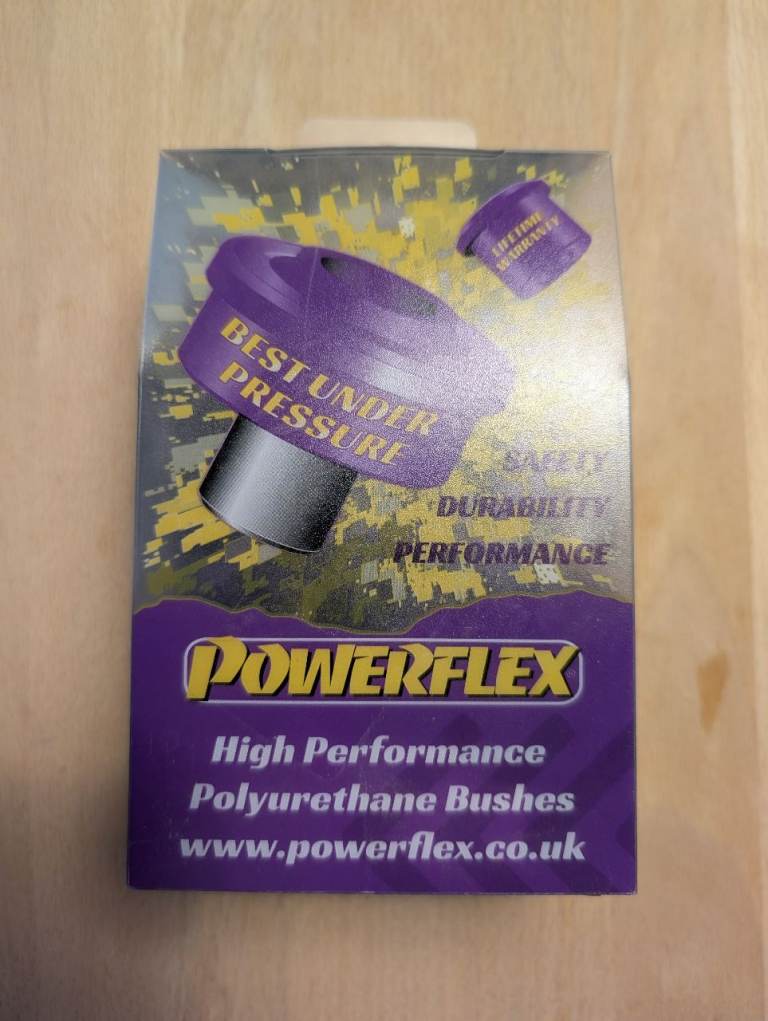 LIFETIME
WARRANTY
BEST UNDER
PRESSURE
SAFETY
DURABILITY
PERFORMANCE
POWERFLEX®
High Performance
Polyurethane Bushes
www.powerflex.co.uk